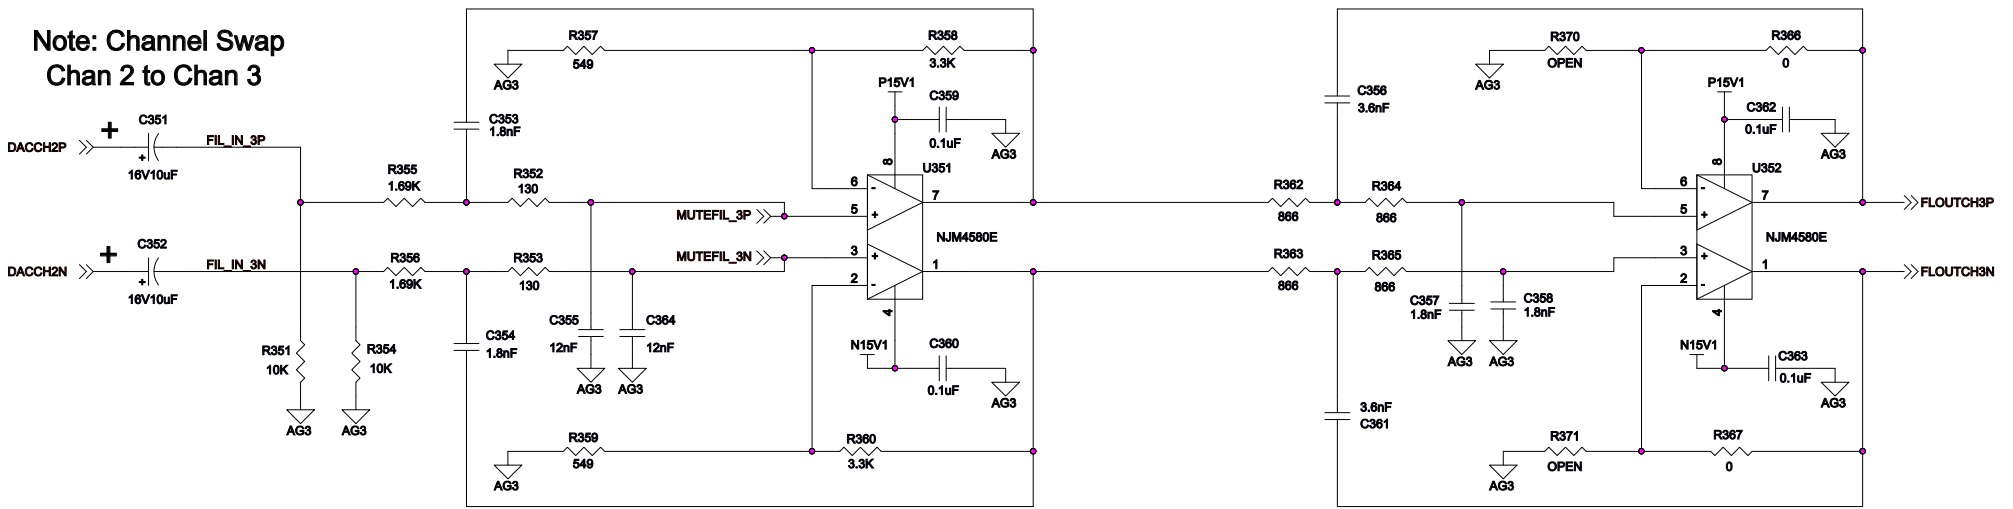 Note: Channel Swap
Chan 2 to Chan 3
R357
549
R358
3.3K
R370
OPEN
R366
0
AG3
AG3
P15V1
C359
0.1uF
AG3
C356
3.6nF
P15V1
C362
0.1uF
AG3
C351
+
+
16V10uF
DACCH2P
FIL_IN_3P
C353
1.8nF
R355
1.69K
R352
130
8
U351
6
-
5
+
7
MUTEFIL_3P
R362
866
R364
866
8
U352
6
-
5
+
7
FLOUTCH3P
C352
+
+
16V10uF
DACCH2N
FIL_IN_3N
R356
1.69K
R353
130
MUTEFIL_3N
3
+
2
-
1
NJM4580E
4
R363
866
R365
866
3
+
2
-
1
NJM4580E
4
FLOUTCH3N
R351
10K
AG3
R354
10K
AG3
C354
1.8nF
C355
12nF
AG3
C364
12nF
AG3
N15V1
C360
0.1uF
AG3
C357
1.8nF
AG3
C358
1.8nF
AG3
N15V1
C363
0.1uF
AG3
3.6nF
C361
R359
549
AG3
R360
3.3K
R371
OPEN
AG3
R367
0